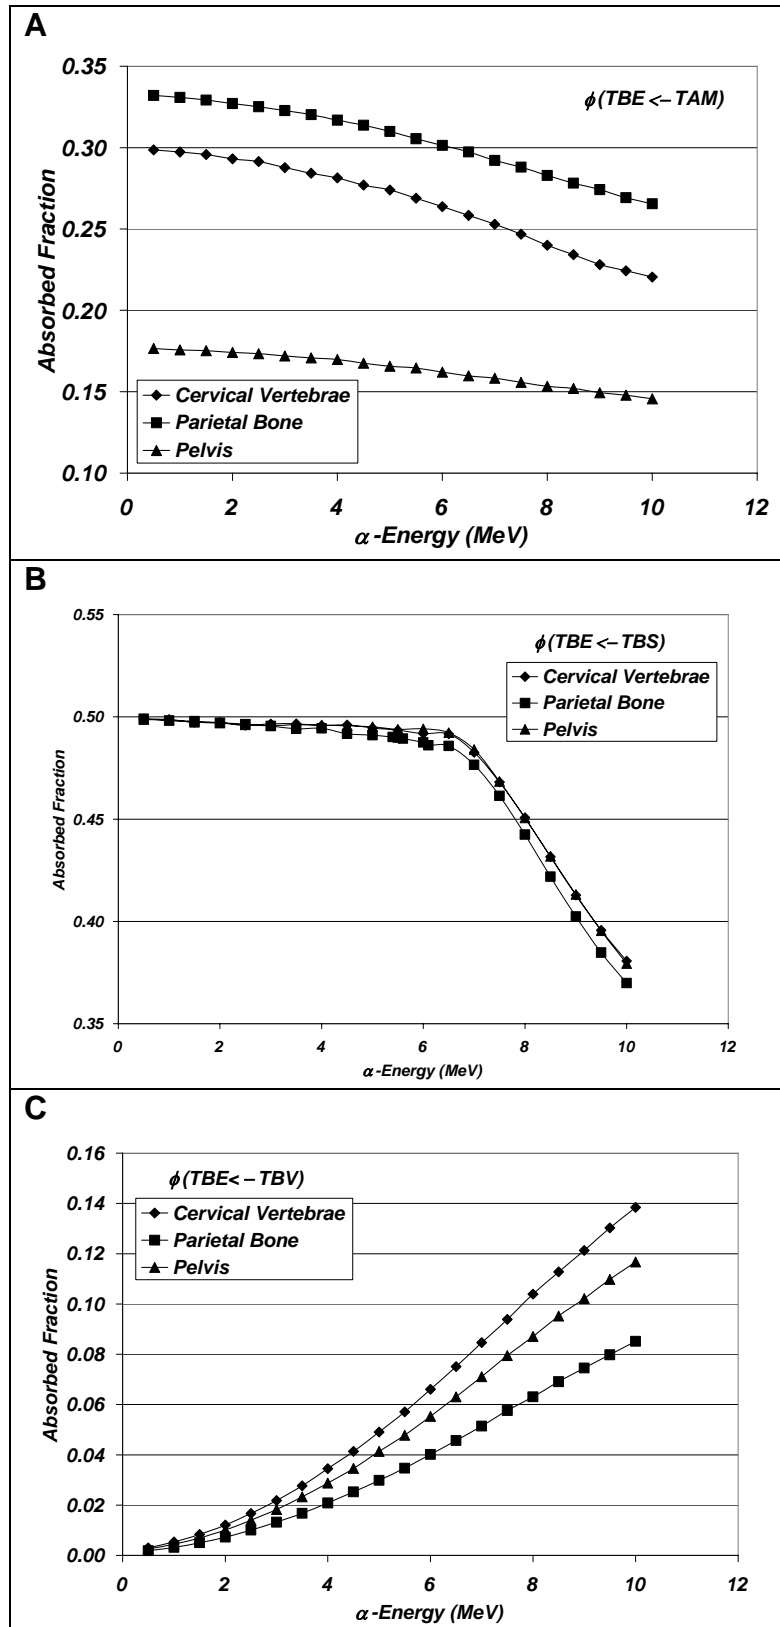 A
0.35
0.30
0.25
0.20
0.15
0.10
Absorbed Fraction
ϕ(TBE <– TAM)
Cervical Vertebrae
Parietal Bone
Pelvis
0 2 4 6 8 10 12
α-Energy (MeV)
B
0.55
0.50
0.45
0.40
0.35
Absorbed Fraction
ϕ(TBE <– TBS)
Cervical Vertebrae
Parietal Bone
Pelvis
0 2 4 6 8 10 12
α-Energy (MeV)
C
0.16
0.14
0.12
0.10
0.08
0.06
0.04
0.02
0.00
Absorbed Fraction
ϕ(TBE<– TBV)
Cervical Vertebrae
Parietal Bone
Pelvis
0 2 4 6 8 10 12
α-Energy (MeV)